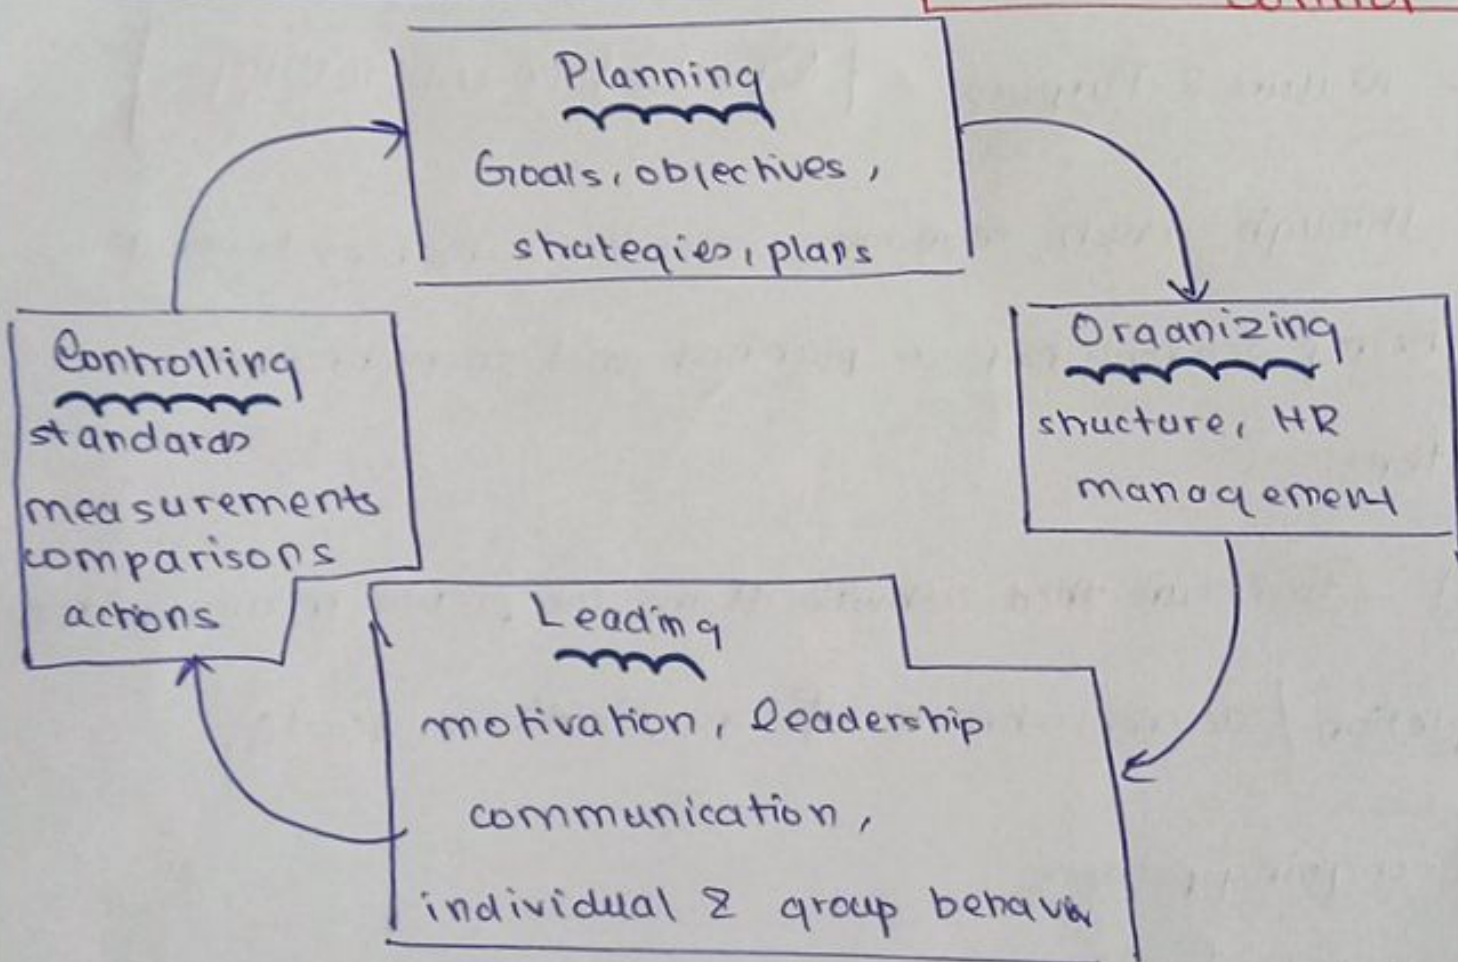 Planning
Goals, objectives,
strategies, plans
Organizing
structure, HR
management
Leading
motivation, leadership
communication,
individual & group
Controlling
standards
measurements
comparisons
actions